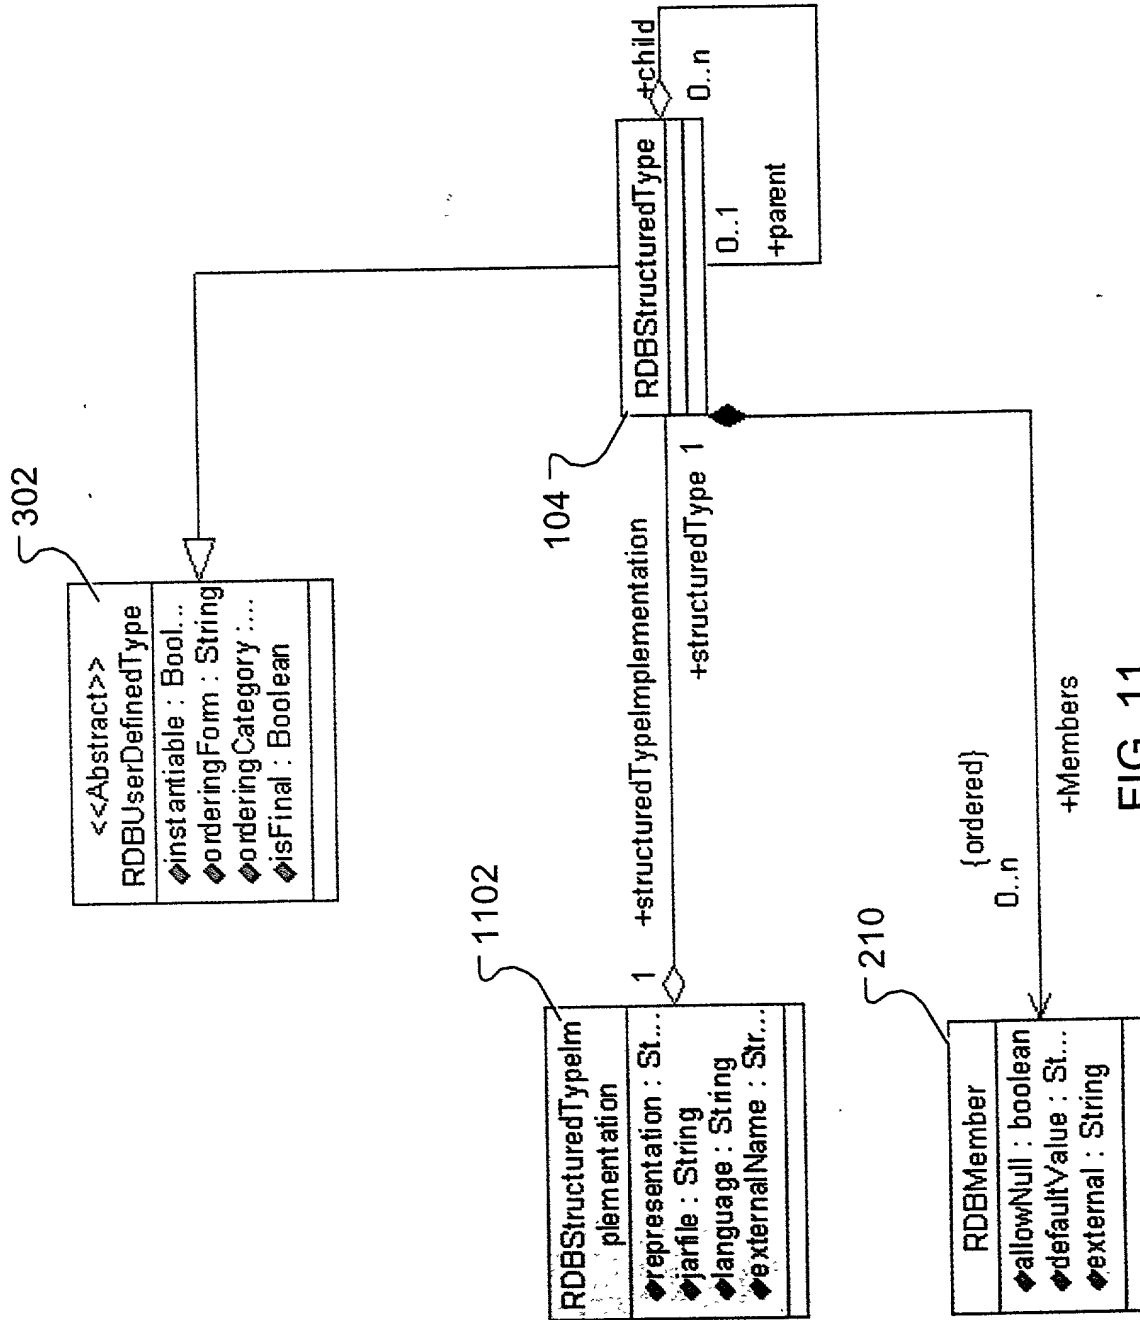 302
<<Abstract>>
RDBUserDefinedType
instantiable : Bool...
orderingForm : String
orderingCategory :....
isFinal : Boolean
1102
RDBStructuredTypeIm
plementation
representation : St...
jarfile : String
language : String
externalName : Str...
1
+structuredTypeImplementation
+structuredType
1
104
RDBStructuredType
+child
0..n
0..1
+parent
210
RDBMember
allowNull : boolean
defaultValue : St...
external : String
{ordered}
0..n
+Members
FIG. 11